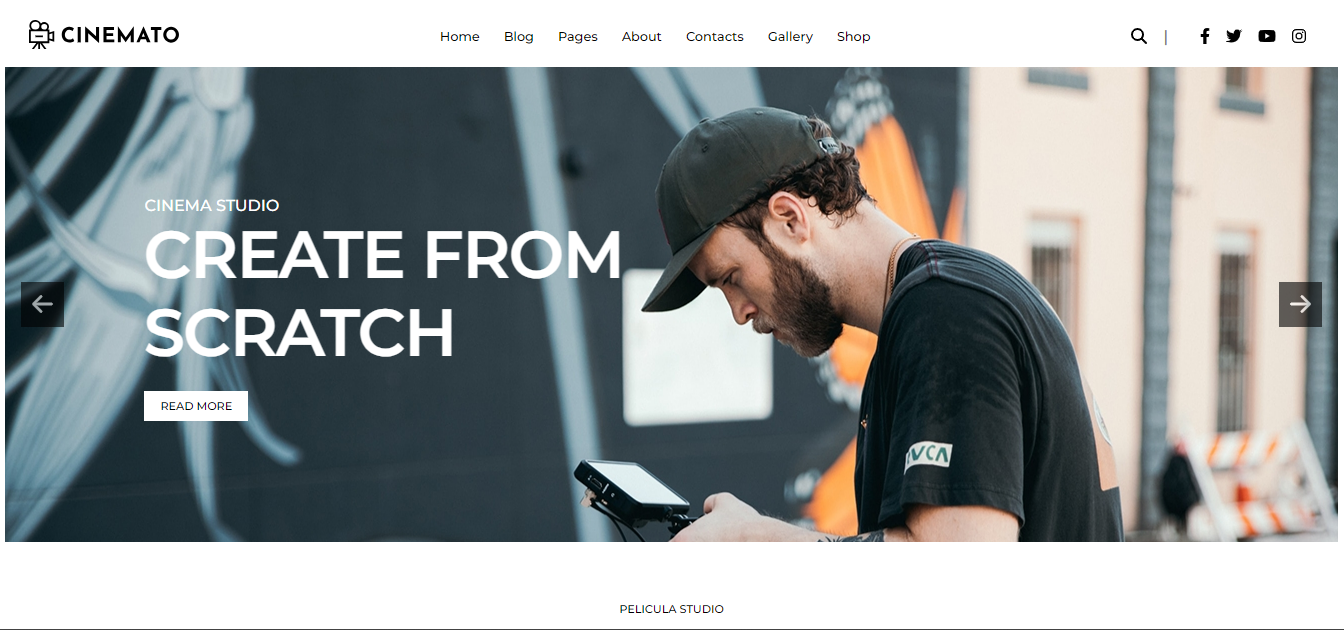 CINEMATO
Home Blog Pages About Contacts Gallery Shop
CINEMA STUDIO
CREATE FROM
SCRATCH
READ MORE
PELICULA STUDIO